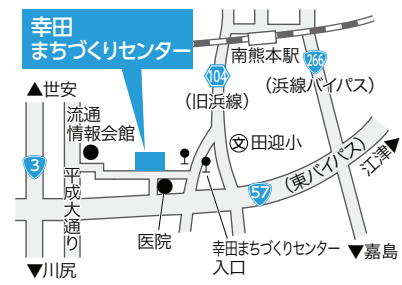 幸田
まちづくりセンター
南熊本駅
266
104
(旧浜線)
(浜線バイパス)
▲世安
流通
情報会館
文
田迎小
3
平成大通り
57
(東バイパス)
江津▲
医院
幸田まちづくりセンター
入口
▼嘉島
▼川尻